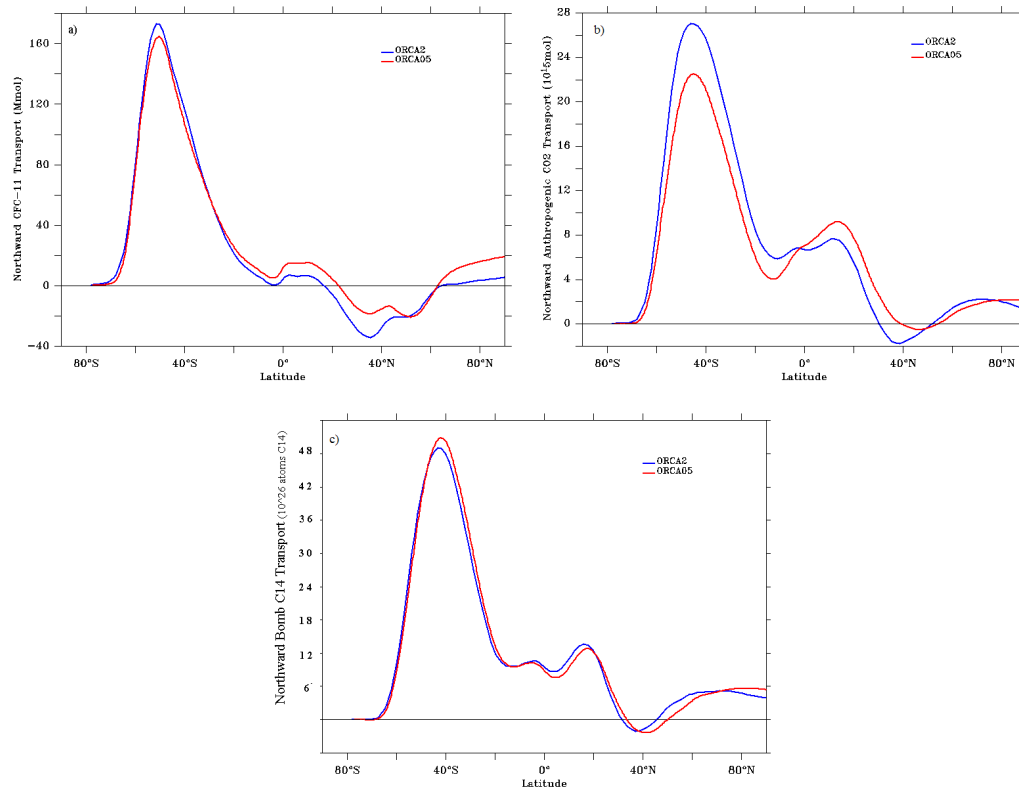 a)
ORCA2
ORCA05
Northward CFC-11 Transport (Mmol)
160
120
80
40
0
-40
80°S 40°S 0° 40°N 80°N
Latitude
b)
ORCA2
ORCA05
Northward Anthropogenic CO2 Transport (10^15mol)
28
24
20
16
12
8
4
0
80°S 40°S 0° 40°N 80°N
Latitude
c)
ORCA2
ORCA05
Northward Bomb C14 Transport (10^26 atoms C14)
48
42
36
30
24
18
12
6
80°S 40°S 0° 40°N 80°N
Latitude